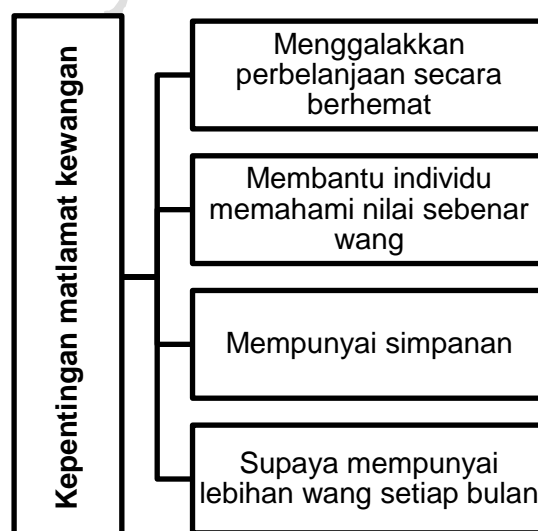 Kepentingan matlamat kewangan
Menggalakkan
perbelanjaan secara
berhemat
Membantu individu
memahami nilai sebenar
wang
Mempunyai simpanan
Supaya mempunyai
lebihan wang setiap bulan